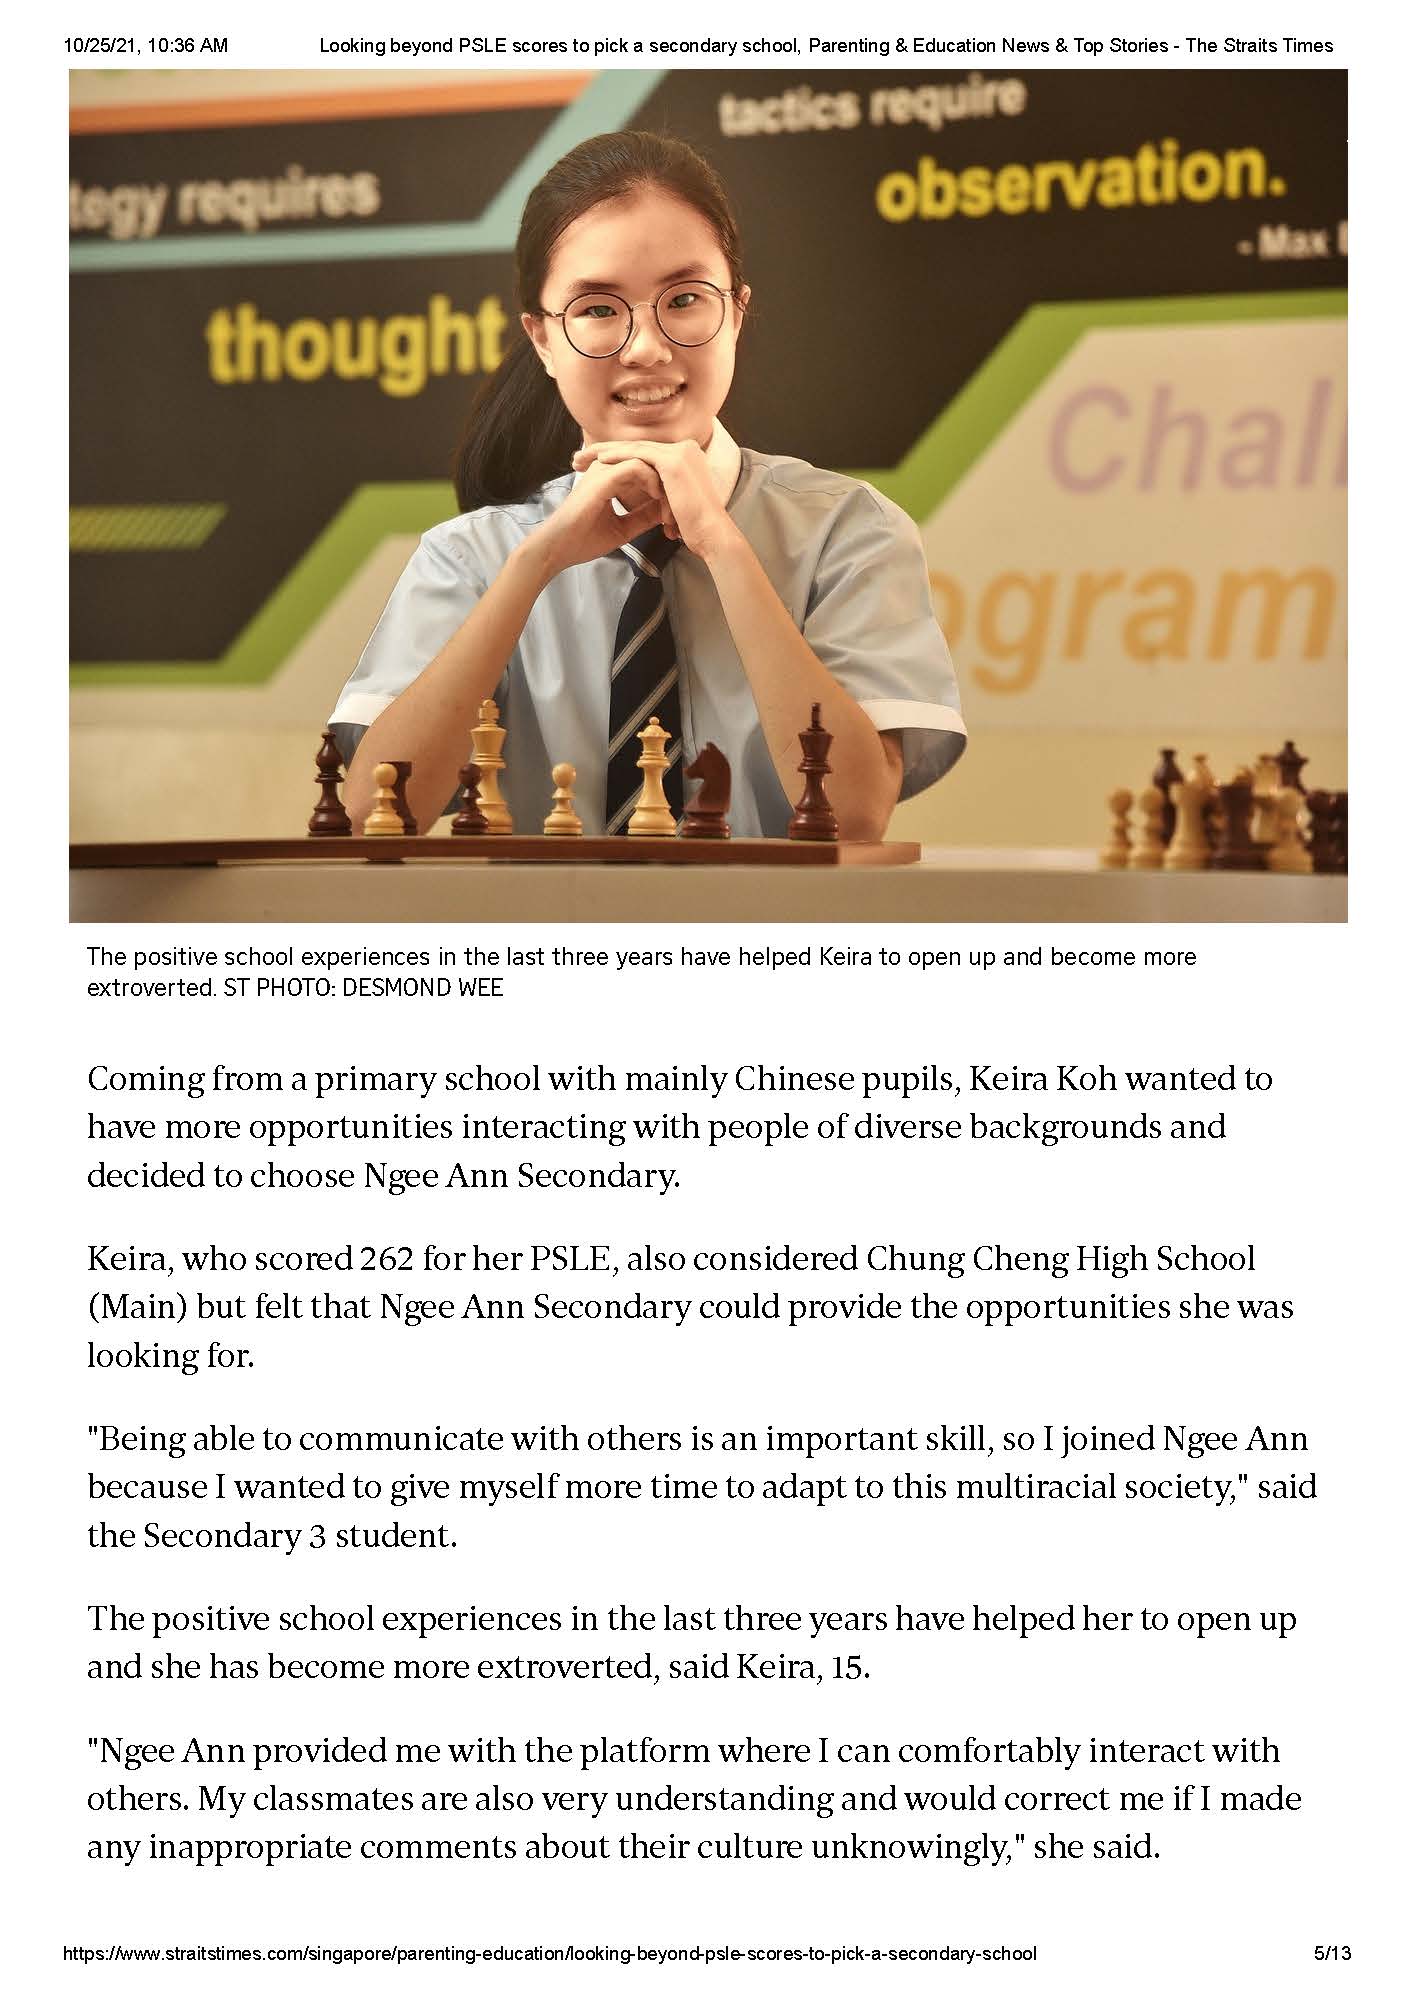 10/25/21, 10:36 AM Looking beyond PSLE scores to pick a secondary school, Parenting & Education News & Top Stories - The Straits Times
tactics require
observation.
- Max
requires
thought
The positive school experiences in the last three years have helped Keira to open up and become more
extroverted. ST PHOTO: DESMOND WEE
Coming from a primary school with mainly Chinese pupils, Keira Koh wanted to
have more opportunities interacting with people of diverse backgrounds and
decided to choose Ngee Ann Secondary.
Keira, who scored 262 for her PSLE, also considered Chung Cheng High School
(Main) but felt that Ngee Ann Secondary could provide the opportunities she was
looking for.
"Being able to communicate with others is an important skill, so I joined Ngee Ann
because I wanted to give myself more time to adapt to this multiracial society," said
the Secondary 3 student.
The positive school experiences in the last three years have helped her to open up
and she has become more extroverted, said Keira, 15.
"Ngee Ann provided me with the platform where I can comfortably interact with
others. My classmates are also very understanding and would correct me if I made
any inappropriate comments about their culture unknowingly," she said.
https://www.straitstimes.com/singapore/parenting-education/looking-beyond-psle-scores-to-pick-a-secondary-school 5/13